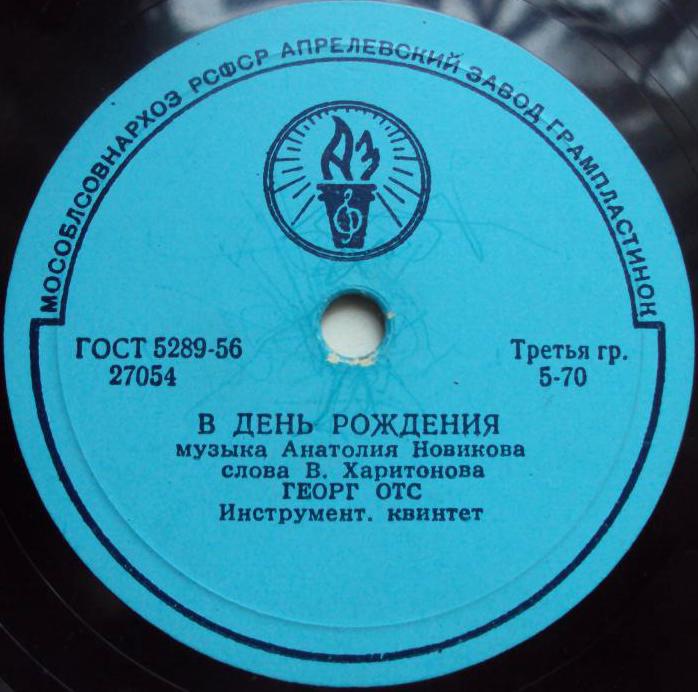 МОСОБЛСОВНАРХОЗ РСФСР АПРЕЛЕВСКИЙ ЗАВОД ГРАМПЛАСТИНОК
АЗ
ГОСТ 5289-56
27054
Третья гр.
5-70
В ДЕНЬ РОЖДЕНИЯ
музыка Анатолия Новикова
слова В. Харитонова
ГЕОРГ ОТС
Инструмент. квинтет